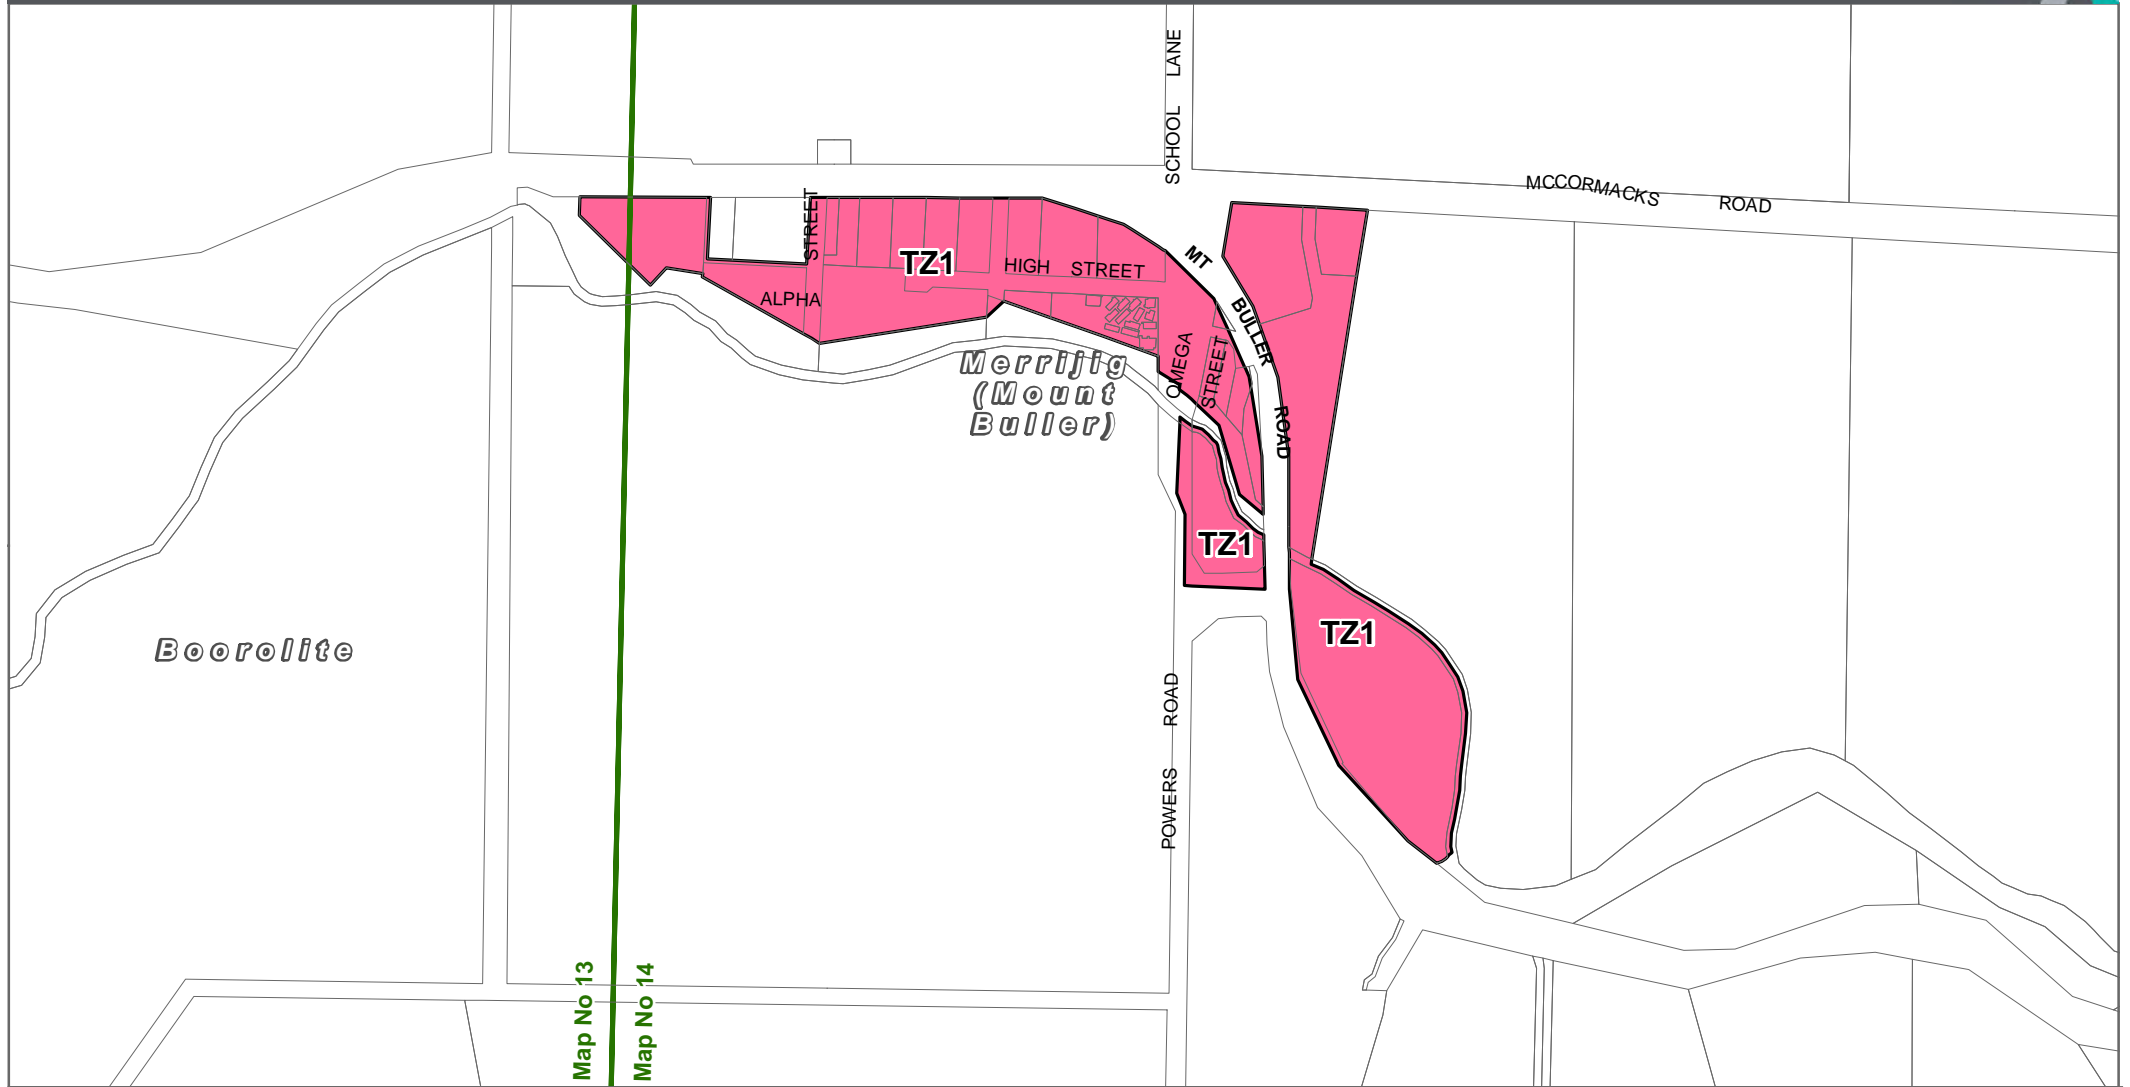 SCHOOL LANE
MCCORMACKS ROAD
STREET
TZ1
HIGH STREET
ALPHA
MT BULLER ROAD
OMEGA STREET
Merrijig
(Mount
Buller)
TZ1
TZ1
Boorolite
POWERS ROAD
Map No 13
Map No 14